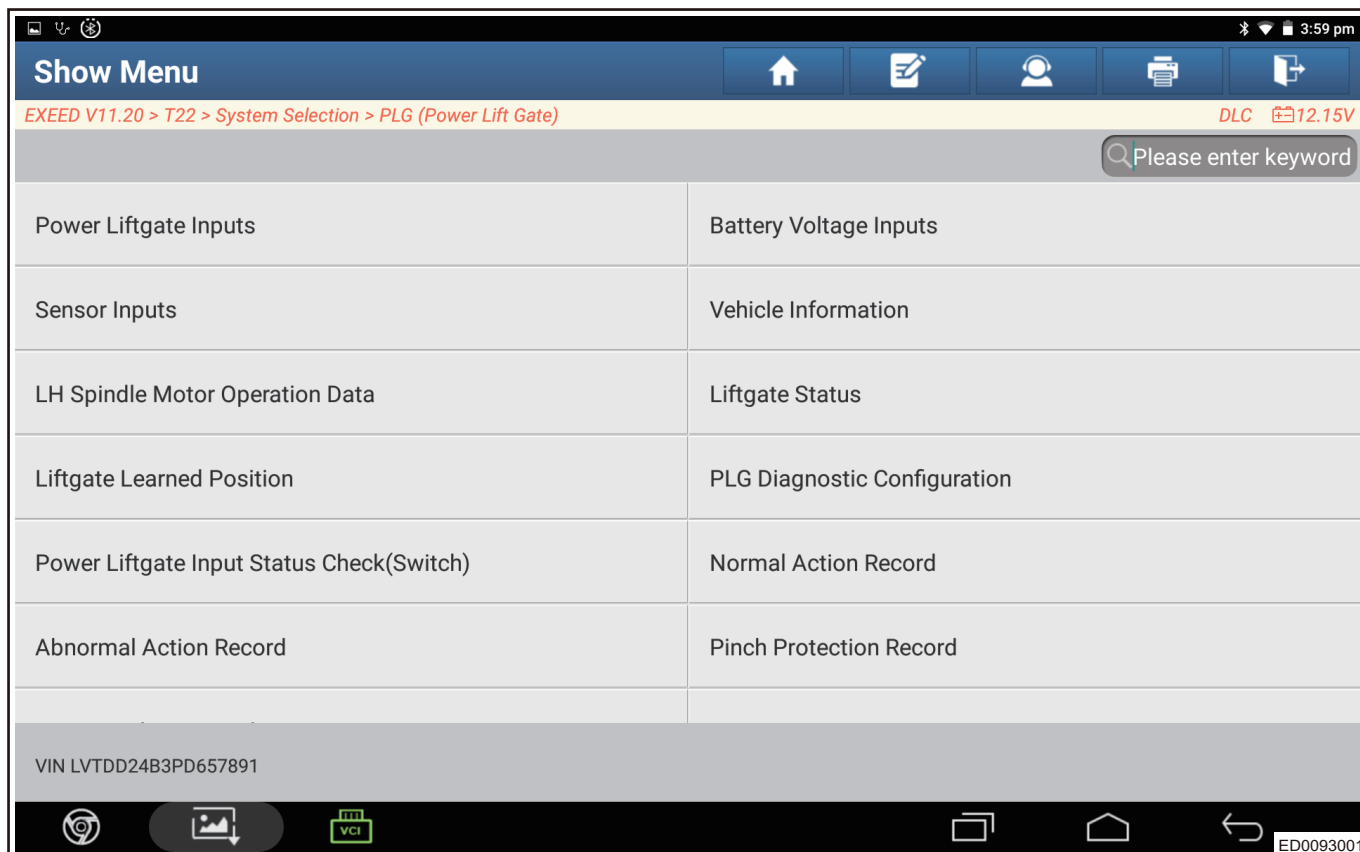 3:59 pm
Show Menu
EXEED V11.20 > T22 > System Selection > PLG (Power Lift Gate)
DLC 12.15V
Please enter keyword
Power Liftgate Inputs
Battery Voltage Inputs
Sensor Inputs
Vehicle Information
LH Spindle Motor Operation Data
Liftgate Status
Liftgate Learned Position
PLG Diagnostic Configuration
Power Liftgate Input Status Check(Switch)
Normal Action Record
Abnormal Action Record
Pinch Protection Record
VIN LVTDD24B3PD657891
VCI
ED0093001